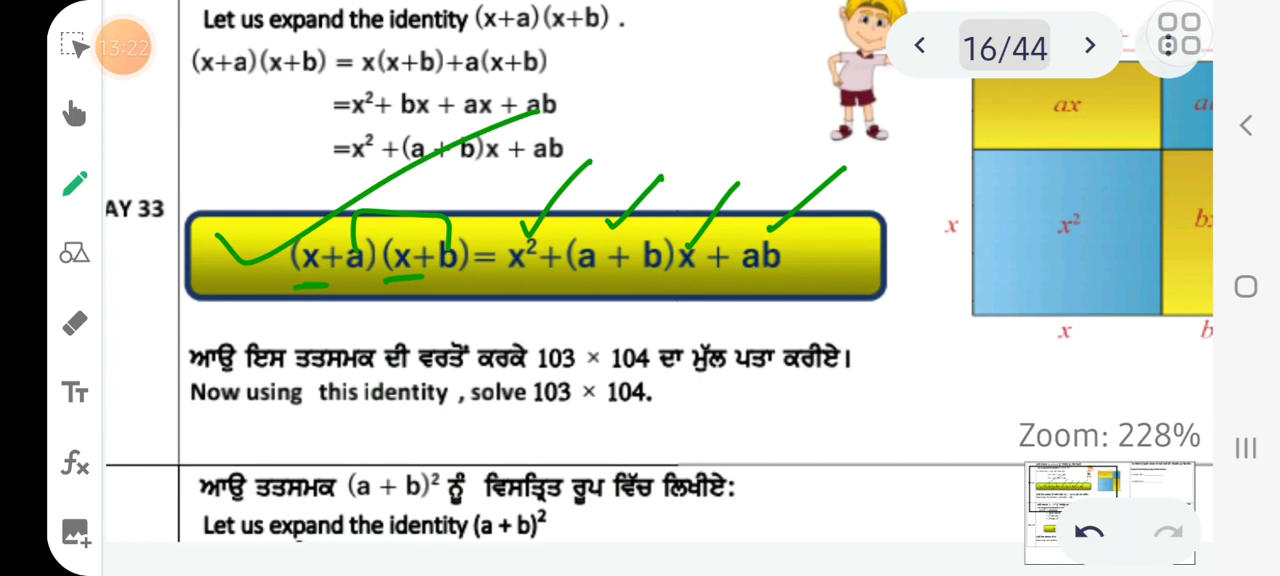 Let us expand the identity (x+a)(x+b) .
(x+a)(x+b) = x(x+b)+a(x+b)
=x²+ bx + ax + ab
=x² +(a + b)x + ab
AY 33
(x+a)(x+b)= x²+(a + b)x + ab
ਆਉ ਇਸ ਤਤਸਮਕ ਦੀ ਵਰਤੋਂ ਕਰਕੇ 103 × 104 ਦਾ ਮੁੱਲ ਪਤਾ ਕਰੀਏ।
Now using this identity , solve 103 × 104.
ਆਉ ਤਤਸਮਕ (a + b)² ਨੂੰ ਵਿਸਤ੍ਰਿਤ ਰੂਪ ਵਿੱਚ ਲਿਖੀਏ:
Let us expand the identity (a + b)²
13:22
16/44
ax
x
x²
x
b
Zoom: 228%
Tт
fx